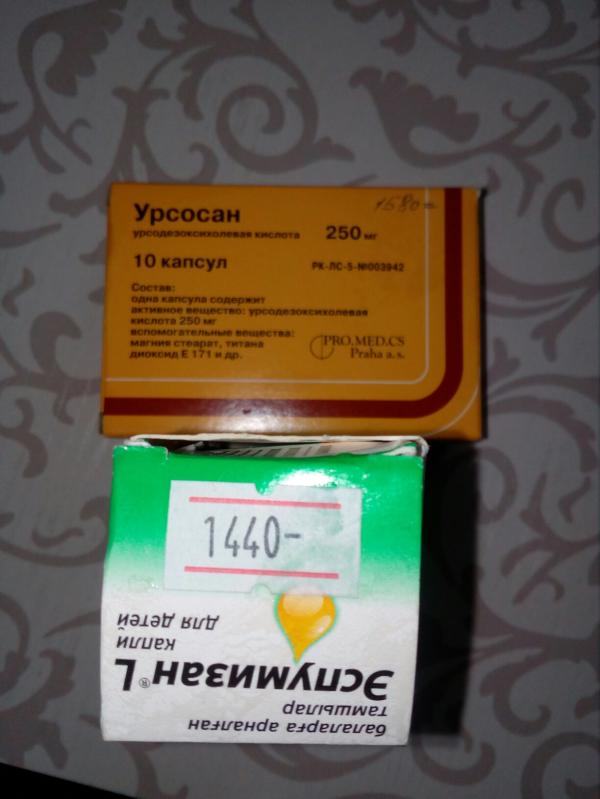 Урсосан
1580=
урсодезоксихолевая кислота 250 мг
10 капсул
РК-ЛС-5-№003942
Состав:
одна капсула содержит
активное вещество: урсодезоксихолевая
кислота 250 мг
вспомогательные вещества:
магния стеарат, титана
диоксид Е 171 и др.
PRO.MED.CS
Praha a.s.
1440-
балаларға арналған
тамшылар
Эспумизан® L
капли
для детей